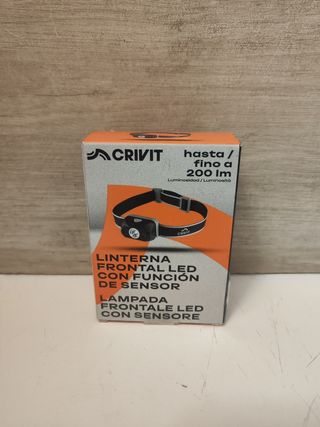 CRIVIT
hasta /
fino a
200 lm
Luminosidad / Luminosità
LINTERNA
FRONTAL LED
CON FUNCIÓN
DE SENSOR
LAMPADA
FRONTALE LED
CON SENSORE